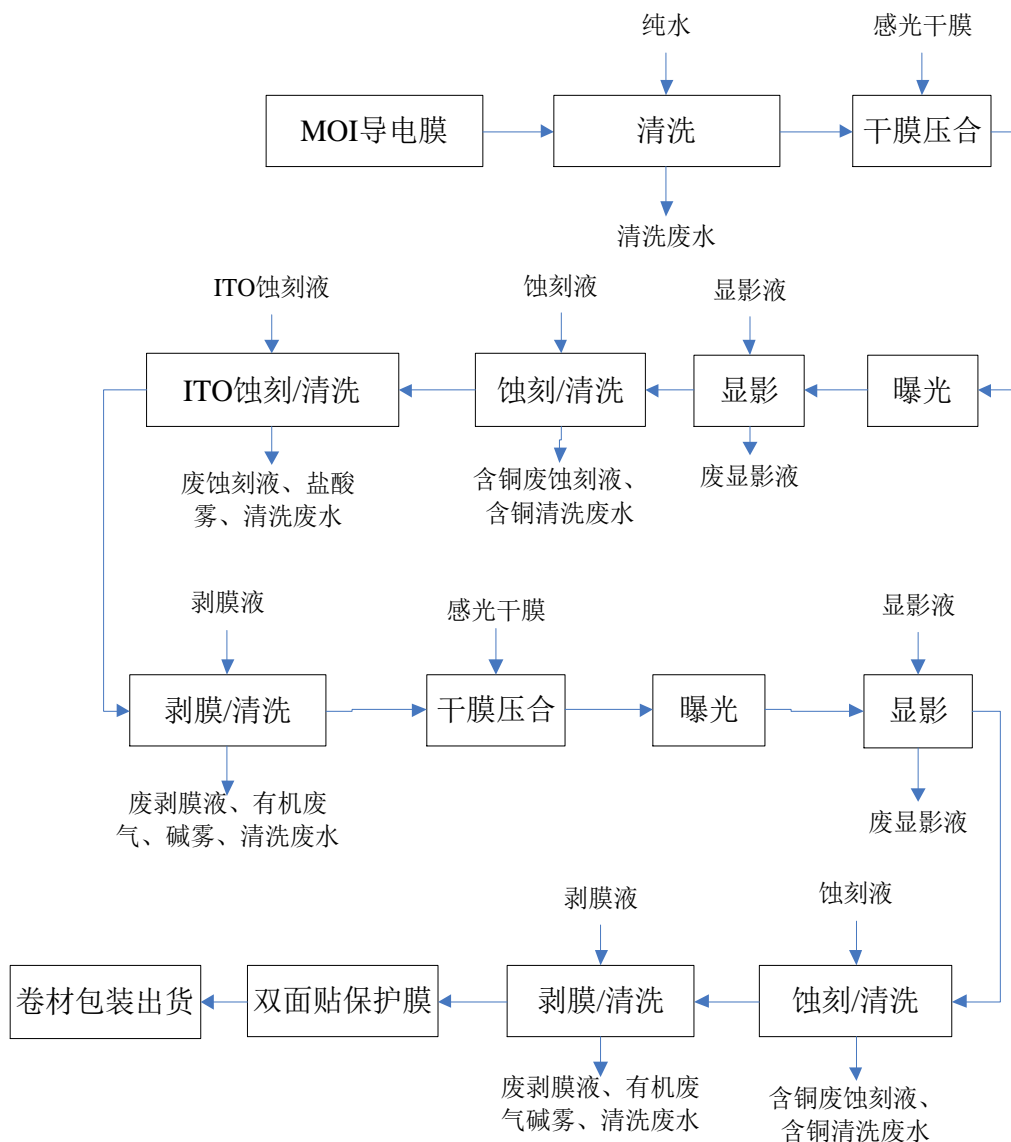 纯水
感光干膜
MOI导电膜
清洗
干膜压合
清洗废水
ITO蚀刻液
蚀刻液
显影液
ITO蚀刻/清洗
蚀刻/清洗
显影
曝光
废蚀刻液、盐酸
雾、清洗废水
含铜废蚀刻液、
含铜清洗废水
废显影液
剥膜液
感光干膜
显影液
剥膜/清洗
干膜压合
曝光
显影
废剥膜液、有机废
气、碱雾、清洗废水
废显影液
剥膜液
蚀刻液
卷材包装出货
双面贴保护膜
剥膜/清洗
蚀刻/清洗
废剥膜液、有机废
气碱雾、清洗废水
含铜废蚀刻液、
含铜清洗废水